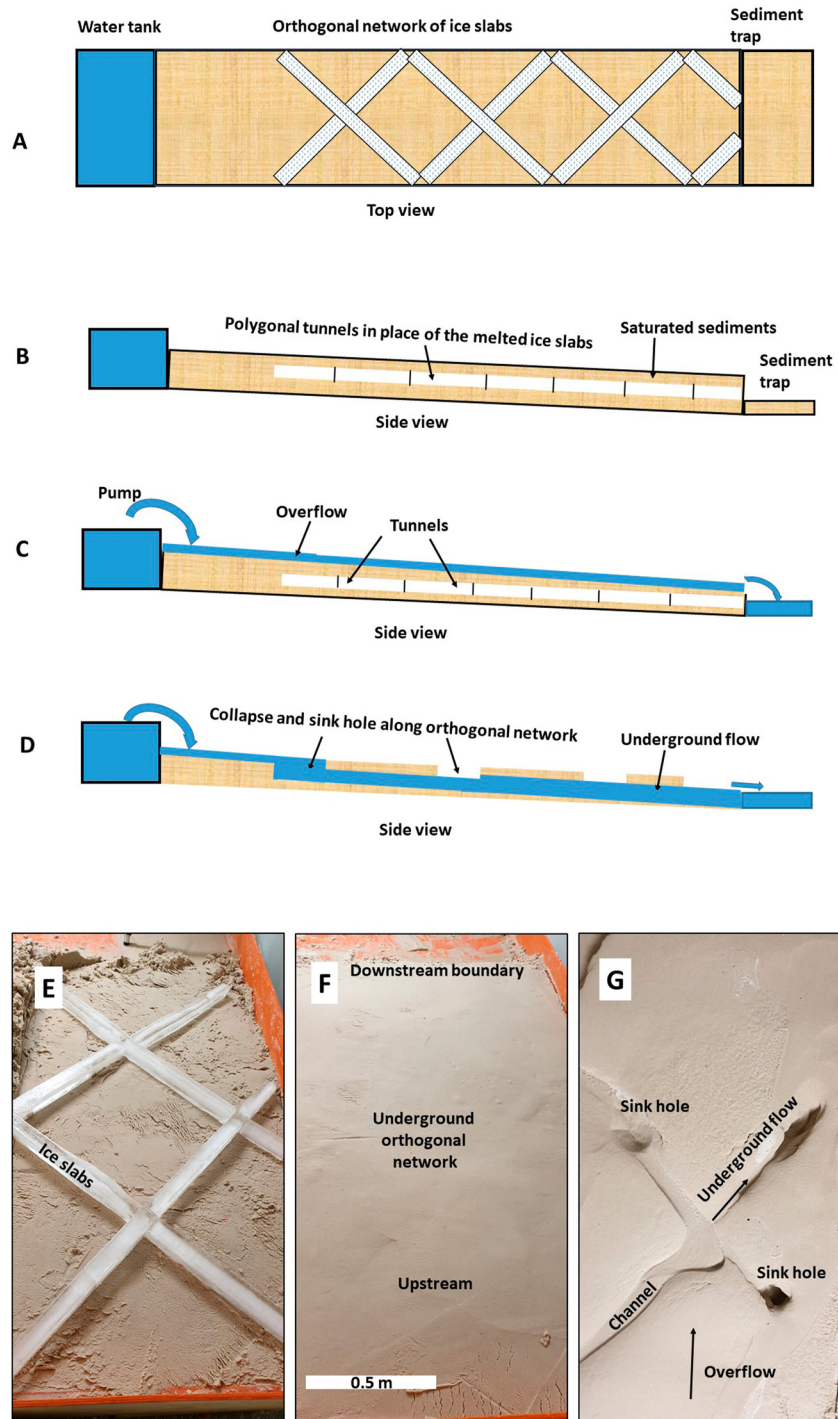 Water tank
Orthogonal network of ice slabs
Sediment
trap
A
Top view
B
Polygonal tunnels in place of the melted ice slabs
Saturated sediments
Sediment
trap
Side view
C
Pump
Overflow
Tunnels
Side view
D
Collapse and sink hole along orthogonal network
Underground flow
Side view
E
Ice slabs
F
Downstream boundary
Underground
orthogonal
network
Upstream
0.5 m
G
Sink hole
Underground flow
Sink hole
Channel
Overflow